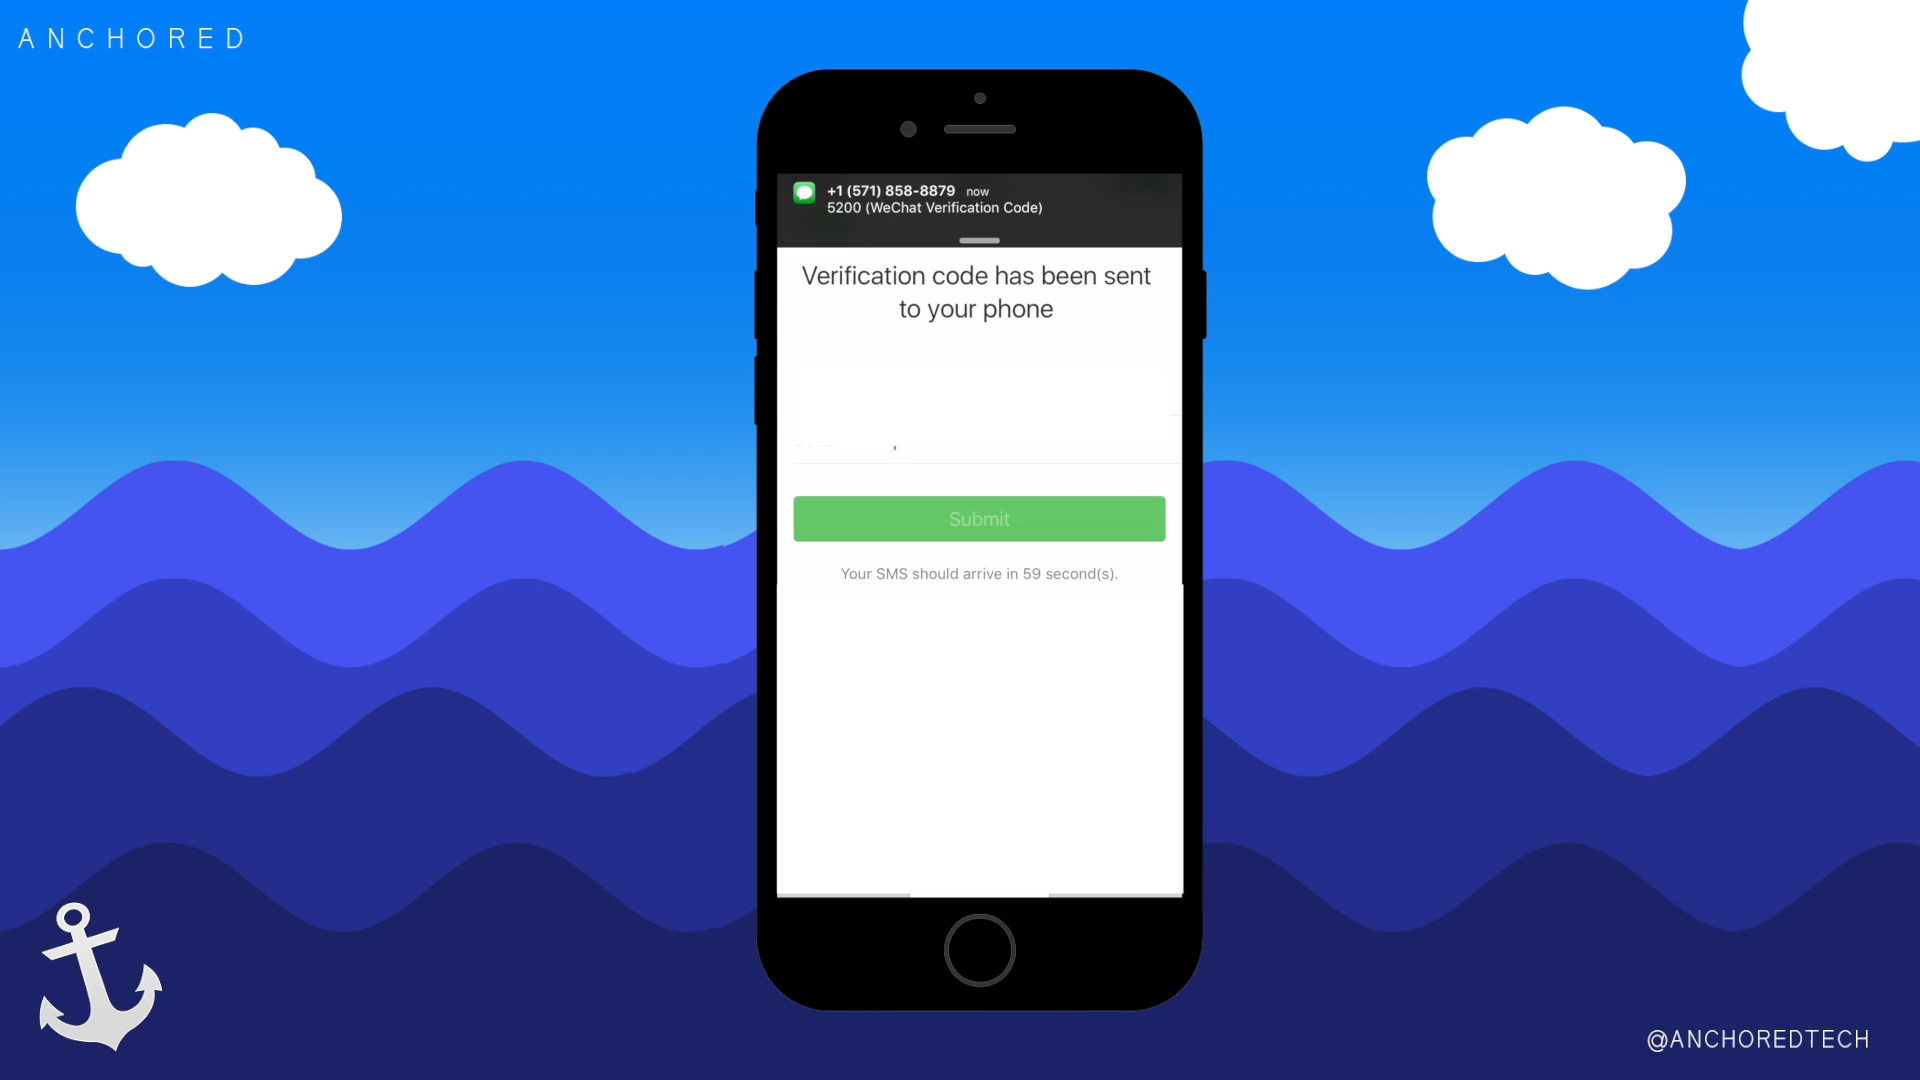 ANCHORED
+1 (571) 858-8879 now
5200 (WeChat Verification Code)
Verification code has been sent
to your phone
Submit
Your SMS should arrive in 59 second(s).
@ANCHOREDTECH